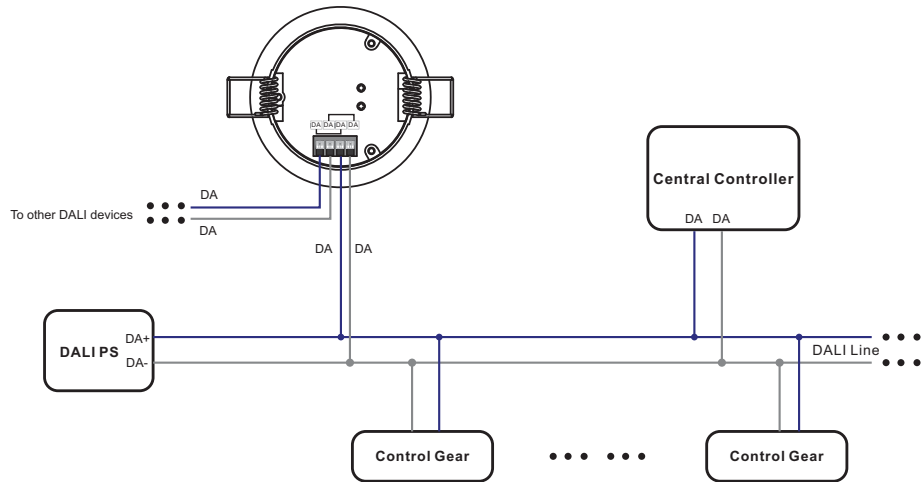 DA DA DA DA
DA
To other DALI devices
DA
DA DA
Central Controller
DA DA
DALI PS
DA+
DA-
DALI Line
Control Gear
Control Gear